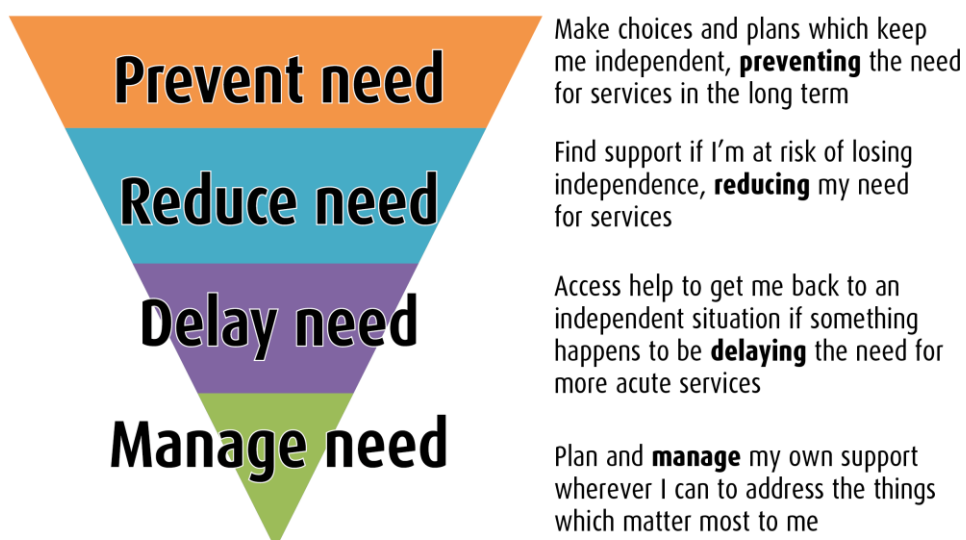 Prevent need
Make choices and plans which keep
me independent, preventing the need
for services in the long term
Reduce need
Find support if I'm at risk of losing
independence, reducing my need
for services
Delay need
Access help to get me back to an
independent situation if something
happens to be delaying the need for
more acute services
Manage need
Plan and manage my own support
wherever I can to address the things
which matter most to me